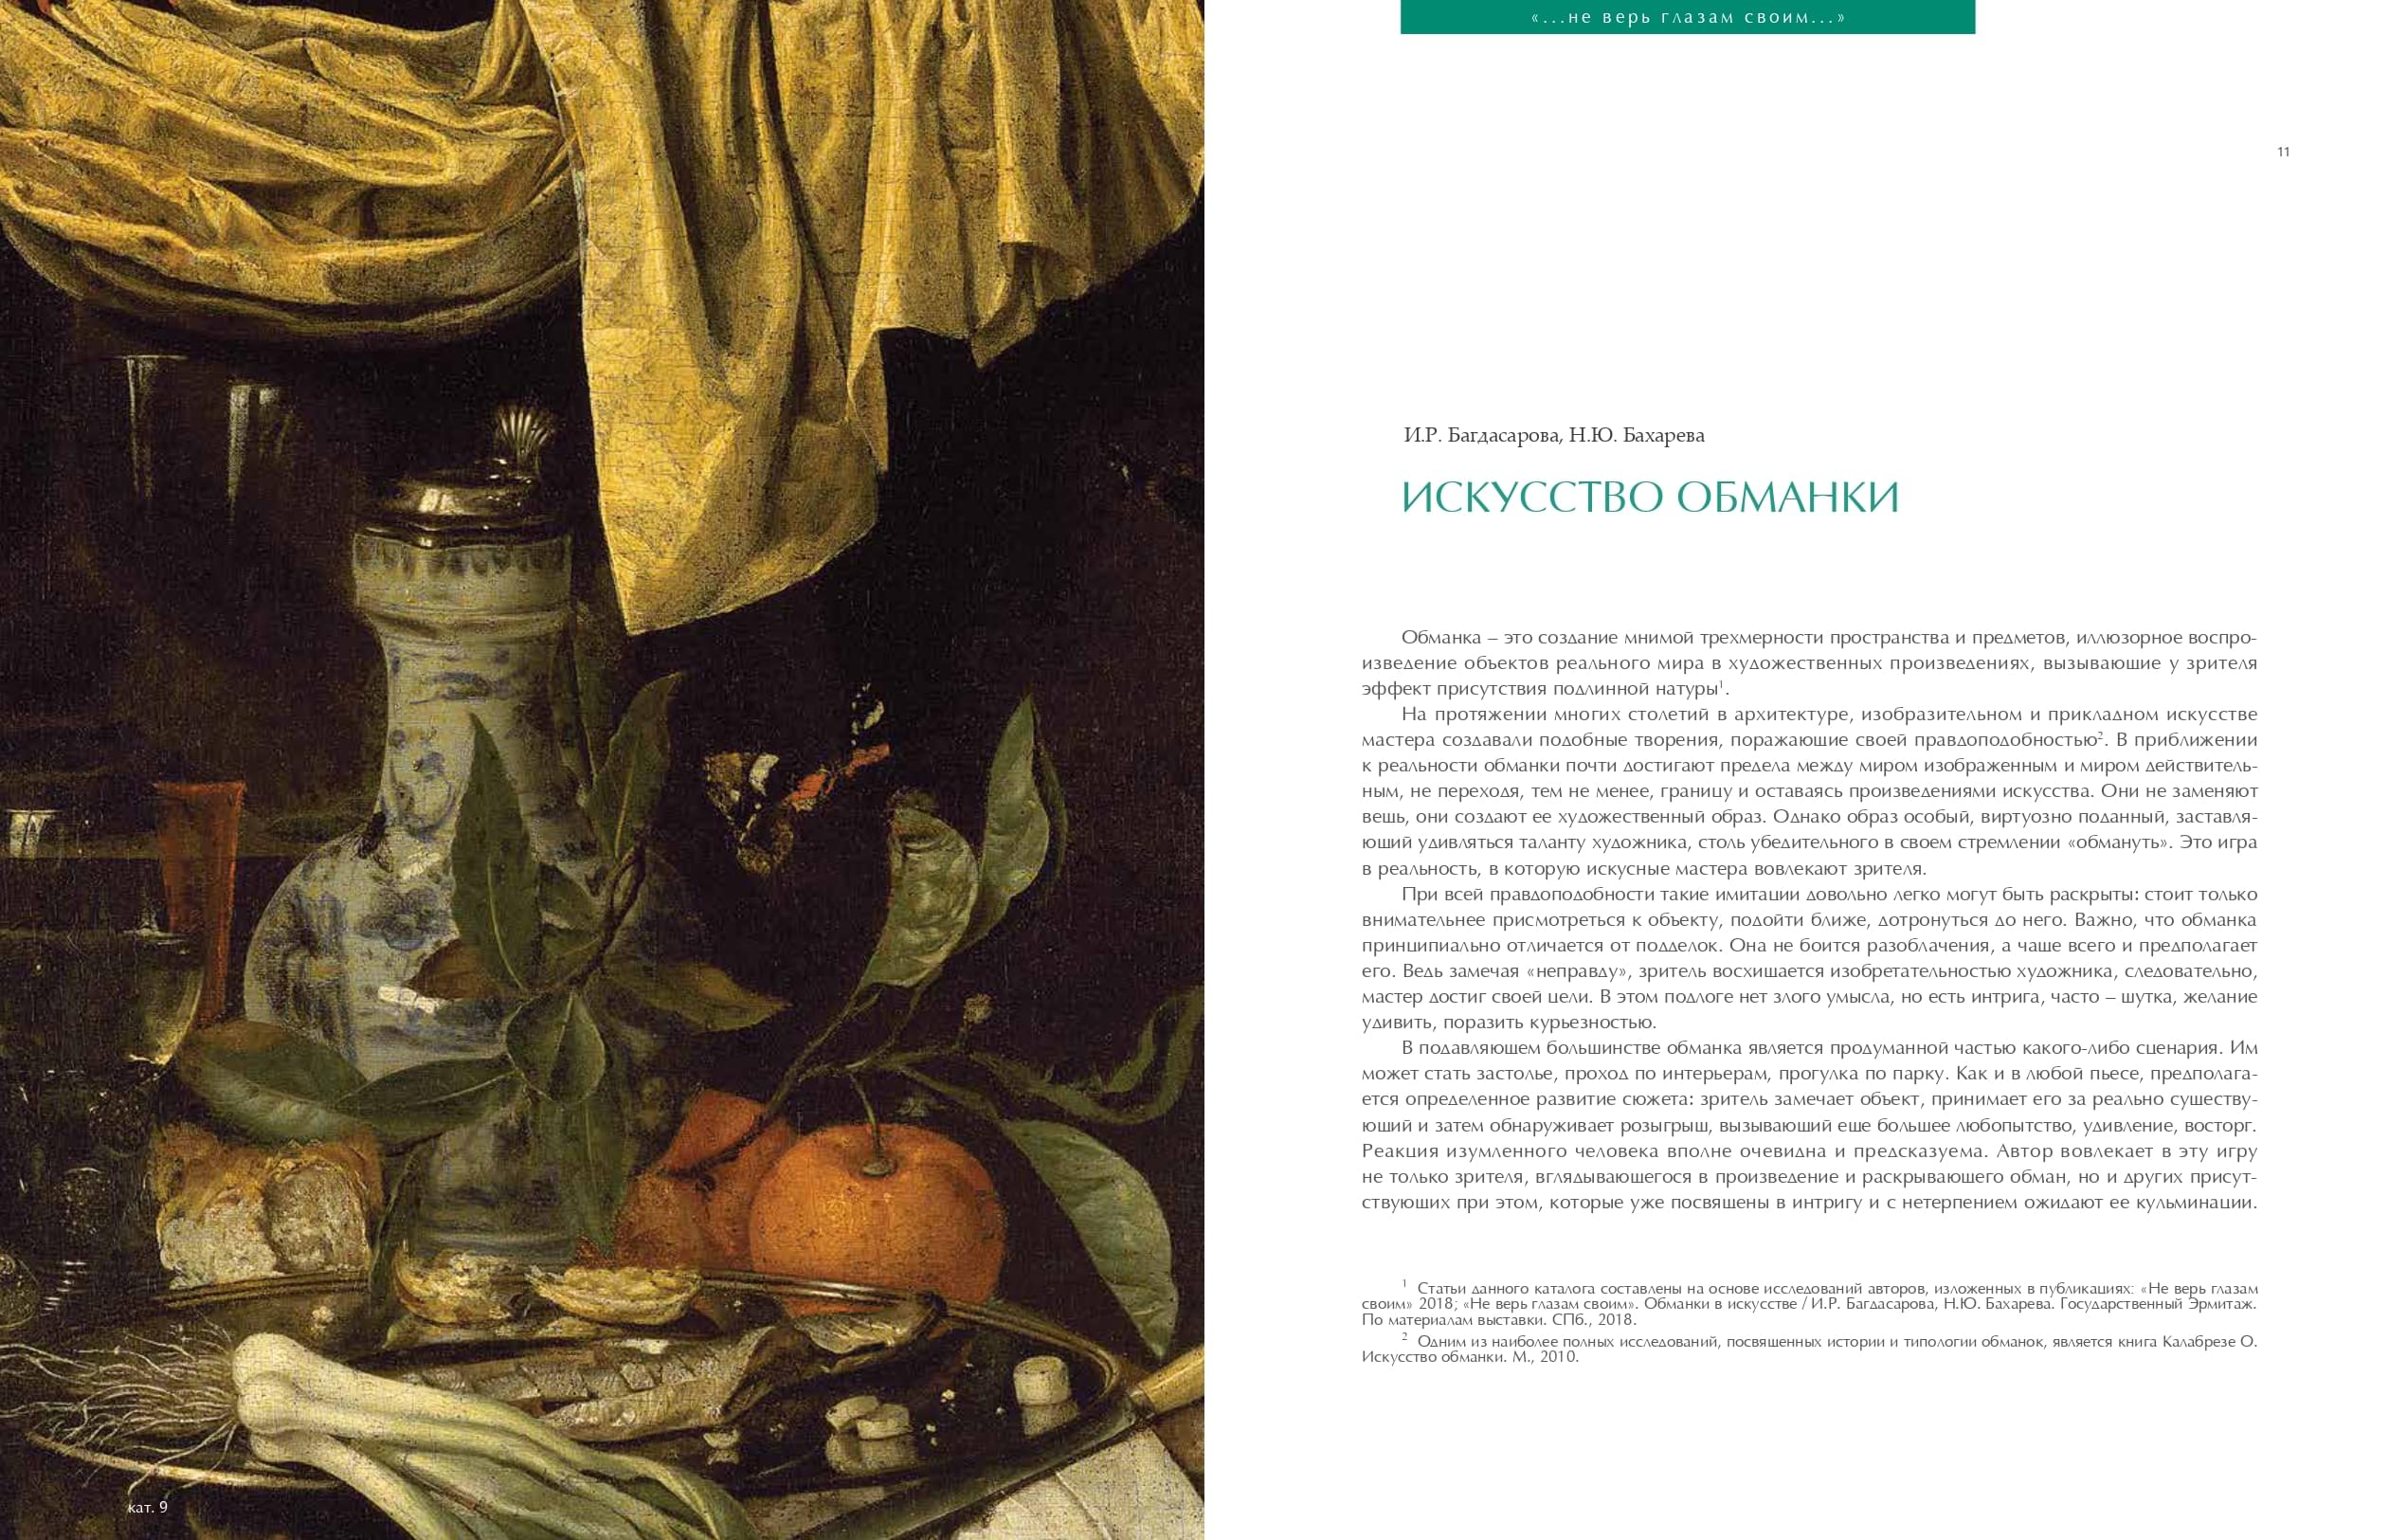 кат. 9
«...не верь глазам своим...»
11
И.Р. Багдасарова, Н.Ю. Бахарева
ИСКУССТВО ОБМАНКИ
Обманка – это создание мнимой трехмерности пространства и предметов, иллюзорное воспро-
изведение объектов реального мира в художественных произведениях, вызывающие у зрителя
эффект присутствия подлинной натуры¹.
На протяжении многих столетий в архитектуре, изобразительном и прикладном искусстве
мастера создавали подобные творения, поражающие своей правдоподобностью². В приближении
к реальности обманки почти достигают предела между миром изображенным и миром действитель-
ным, не переходя, тем не менее, границу и оставаясь произведениями искусства. Они не заменяют
вещь, они создают ее художественный образ. Однако образ особый, виртуозно поданный, заставля-
ющий удивляться таланту художника, столь убедительного в своем стремлении «обмануть». Это игра
в реальность, в которую искусные мастера вовлекают зрителя.
При всей правдоподобности такие имитации довольно легко могут быть раскрыты: стоит только
внимательнее присмотреться к объекту, подойти ближе, дотронуться до него. Важно, что обманка
принципиально отличается от подделок. Она не боится разоблачения, а чаще всего и предполагает
его. Ведь замечая «неправду», зритель восхищается изобретательностью художника, следовательно,
мастер достиг своей цели. В этом подлоге нет злого умысла, но есть интрига, часто – шутка, желание
удивить, поразить курьезностью.
В подавляющем большинстве обманка является продуманной частью какого-либо сценария. Им
может стать застолье, проход по интерьерам, прогулка по парку. Как и в любой пьесе, предполага-
ется определенное развитие сюжета: зритель замечает объект, принимает его за реально существу-
ющий и затем обнаруживает розыгрыш, вызывающий еще большее любопытство, удивление, восторг.
Реакция изумленного человека вполне очевидна и предсказуема. Автор вовлекает в эту игру
не только зрителя, вглядывающегося в произведение и раскрывающего обман, но и других присут-
ствующих при этом, которые уже посвящены в интригу и с нетерпением ожидают ее кульминации.
¹ Статьи данного каталога составлены на основе исследований авторов, изложенных в публикациях: «Не верь глазам
своим» 2018; «Не верь глазам своим». Обманки в искусстве / И.Р. Багдасарова, Н.Ю. Бахарева. Государственный Эрмитаж.
По материалам выставки. СПб., 2018.
² Одним из наиболее полных исследований, посвященных истории и типологии обманок, является книга Калабрезе О.
Искусство обманки. М., 2010.